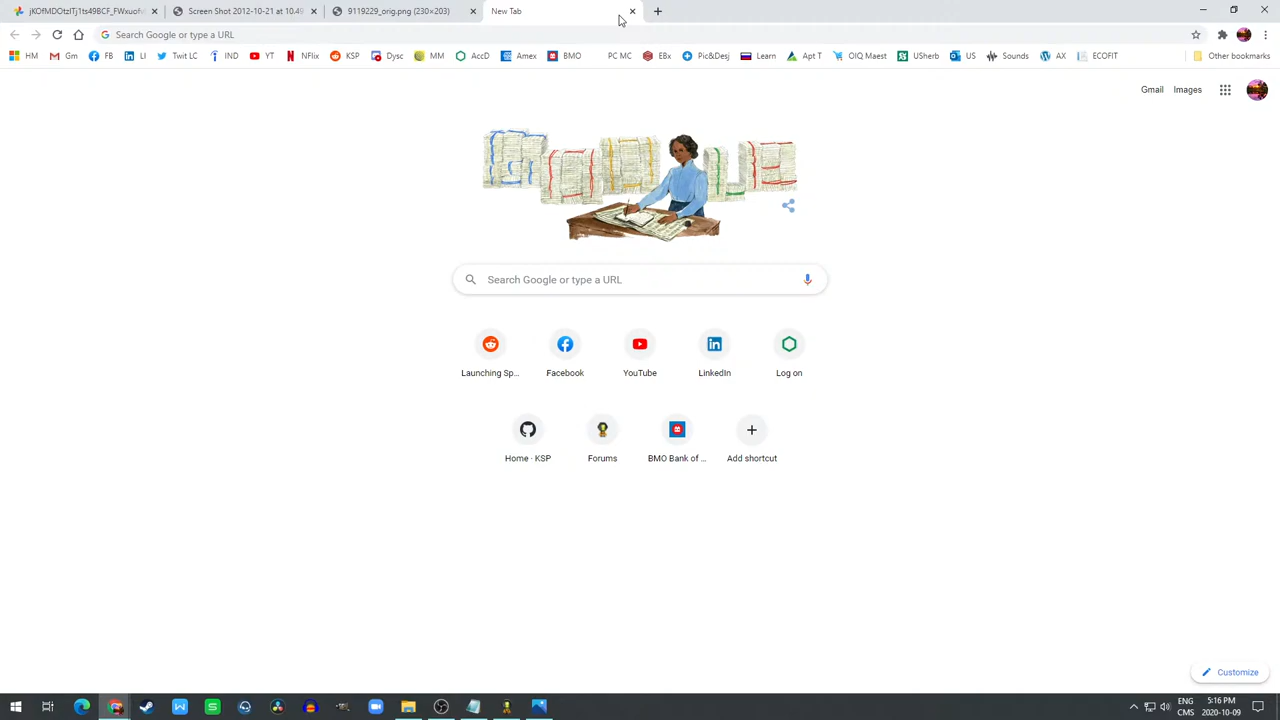 jKOfMDOtzITj1ts49BCF_FWxuofv
Screen Shot 2012-10-21 at 10.49
9119229_orig.png (230×203)
New Tab
Search Google or type a URL
HM Gm FB LI Twit LC IND YT NFlix KSP Dysc MM AccD Amex BMO PC MC EBx Pic&Desj Learn Apt T OIQ Maest USherb US Sounds AX ECOFIT Other bookmarks
Gmail Images
Search Google or type a URL
Launching Sp... Facebook YouTube LinkedIn Log on
Home · KSP Forums BMO Bank of ... Add shortcut
Customize
ENG 5:16 PM
CMS 2020-10-09